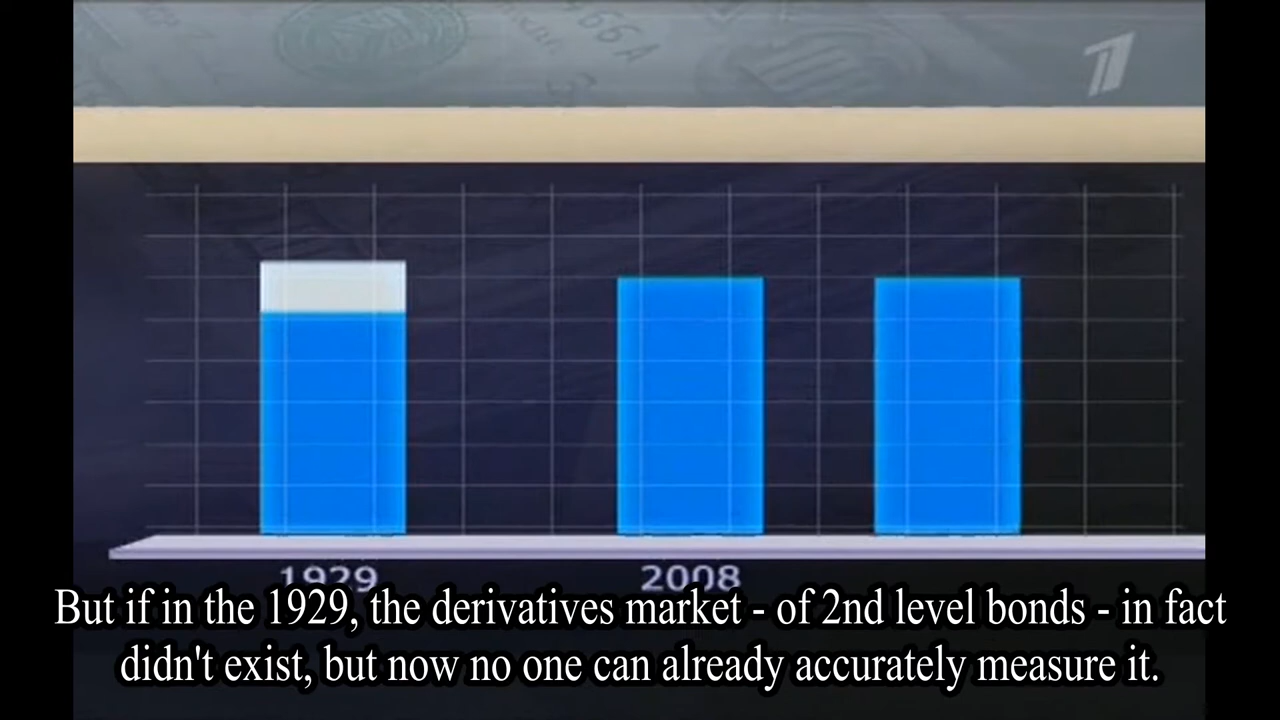 1929
2008
But if in the 1929, the derivatives market - of 2nd level bonds - in fact
didn't exist, but now no one can already accurately measure it.